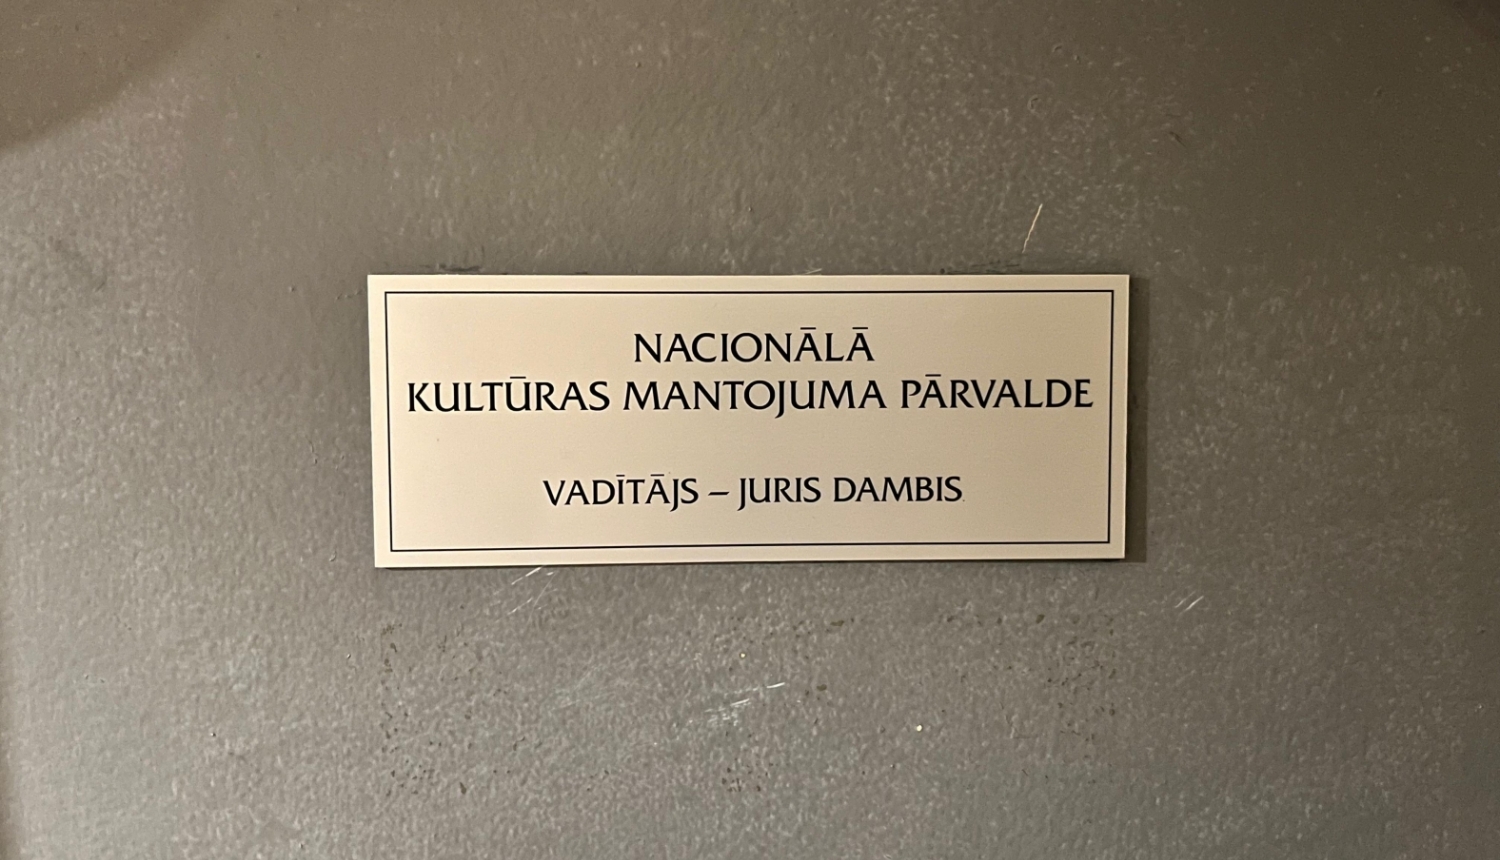 NACIONĀLĀ
KULTŪRAS MANTOJUMA PĀRVALDE
VADĪTĀJS – JURIS DAMBIS